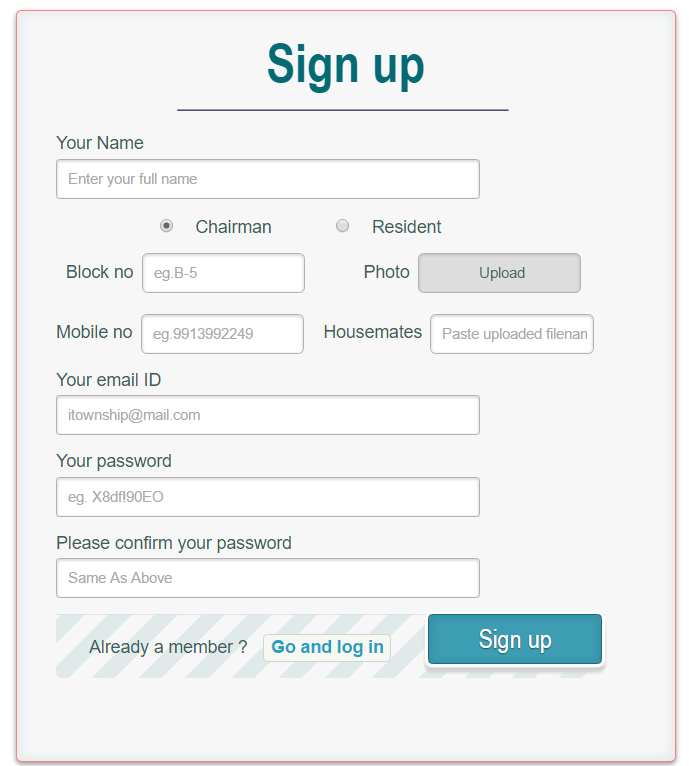 Sign up
Your Name
Enter your full name
Chairman Resident
Block no eg.B-5 Photo Upload
Mobile no eg.9913992249 Housemates Paste uploaded filenam
Your email ID
itownship@mail.com
Your password
eg. X8df!90EO
Please confirm your password
Same As Above
Already a member ? Go and log in Sign up